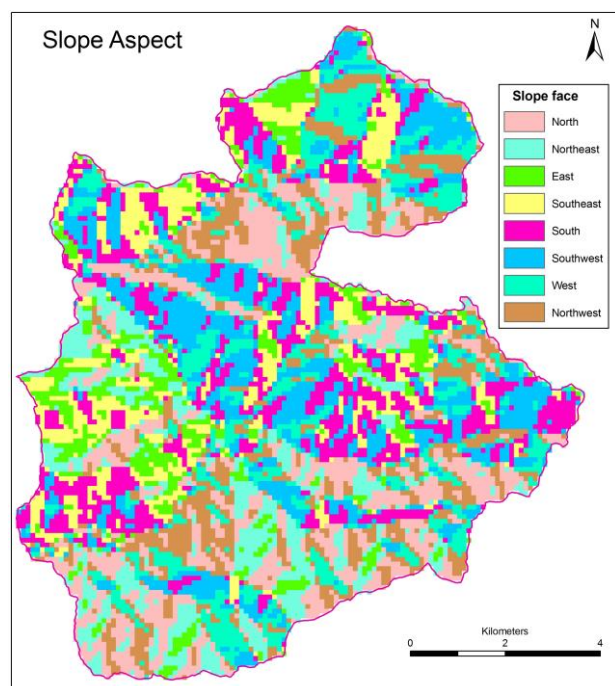 Slope Aspect
N
Slope face
North
Northeast
East
Southeast
South
Southwest
West
Northwest
Kilometers
0 2 4